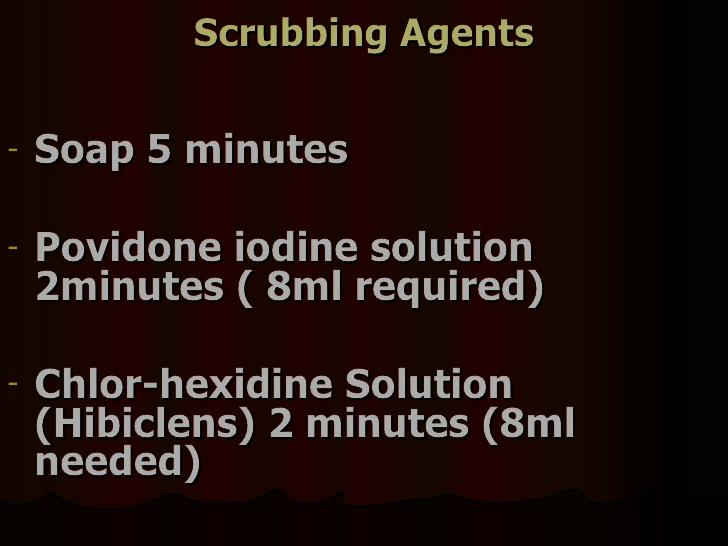 Scrubbing Agents
- Soap 5 minutes
- Povidone iodine solution
2minutes ( 8ml required)
- Chlor-hexidine Solution
(Hibiclens) 2 minutes (8ml
needed)